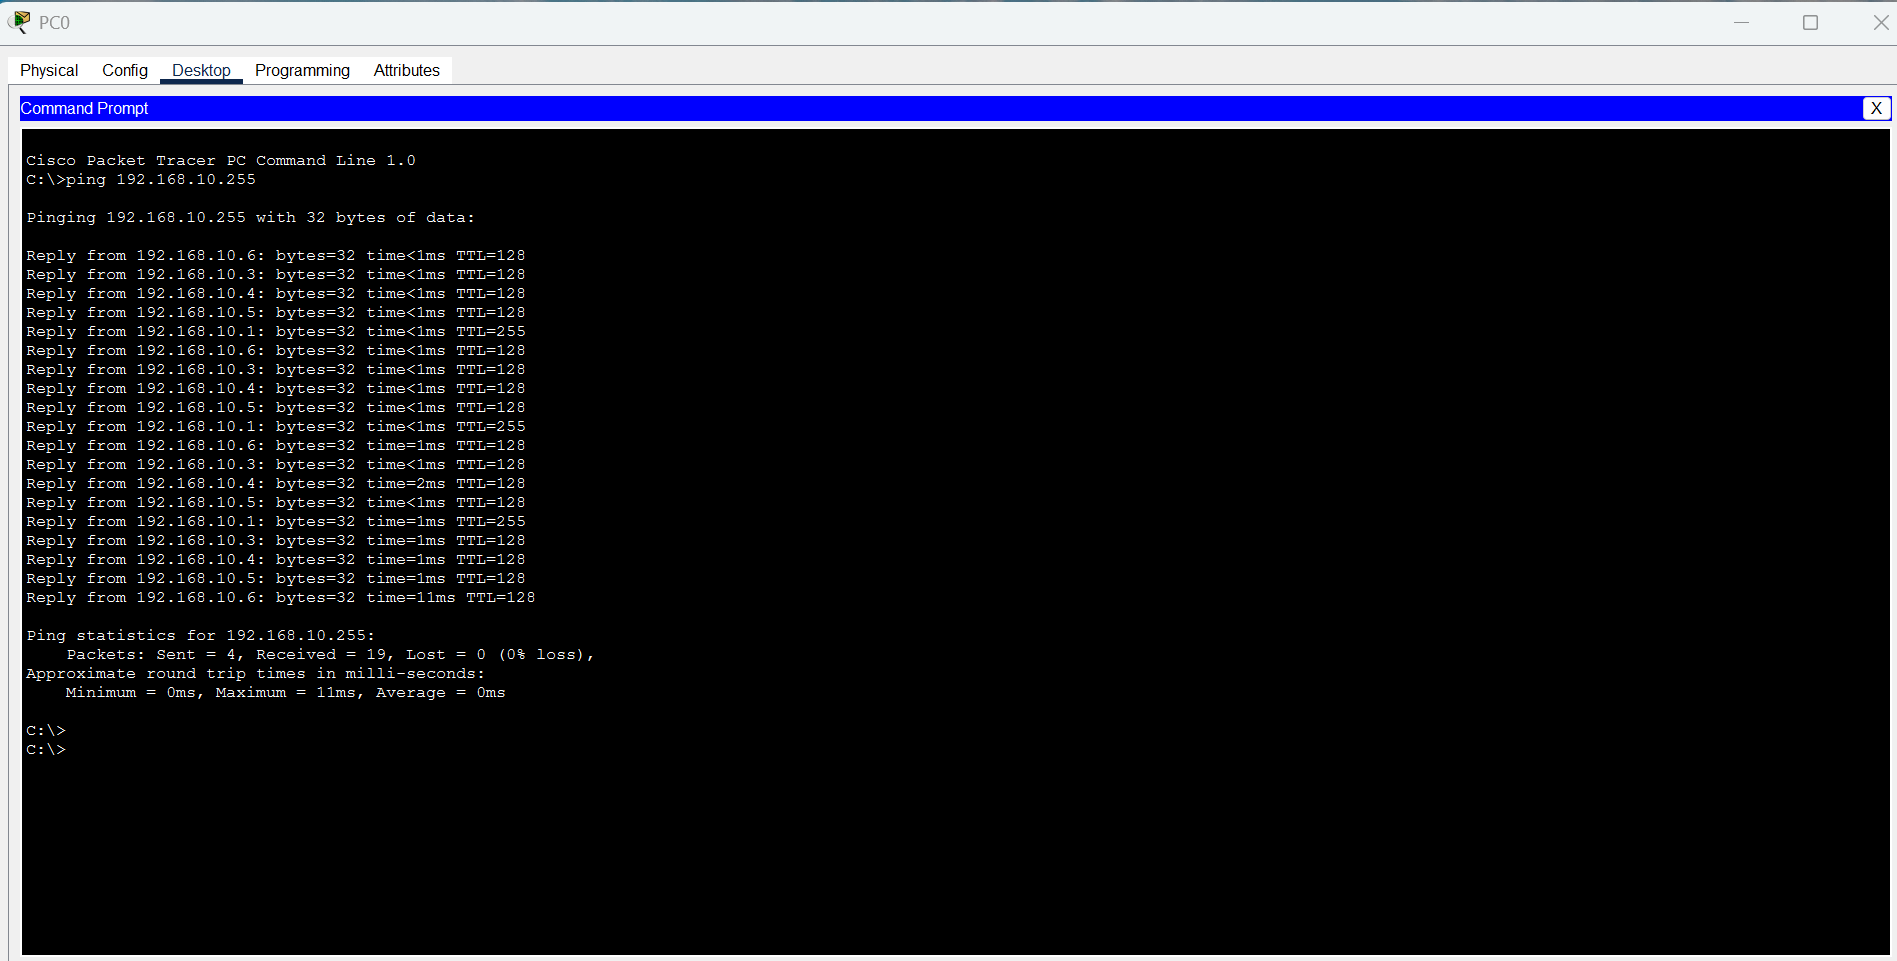 PC0
Physical Config Desktop Programming Attributes
Command Prompt X
Cisco Packet Tracer PC Command Line 1.0
C:\>ping 192.168.10.255
Pinging 192.168.10.255 with 32 bytes of data:
Reply from 192.168.10.6: bytes=32 time<1ms TTL=128
Reply from 192.168.10.3: bytes=32 time<1ms TTL=128
Reply from 192.168.10.4: bytes=32 time<1ms TTL=128
Reply from 192.168.10.5: bytes=32 time<1ms TTL=128
Reply from 192.168.10.1: bytes=32 time<1ms TTL=255
Reply from 192.168.10.6: bytes=32 time<1ms TTL=128
Reply from 192.168.10.3: bytes=32 time<1ms TTL=128
Reply from 192.168.10.4: bytes=32 time<1ms TTL=128
Reply from 192.168.10.5: bytes=32 time<1ms TTL=128
Reply from 192.168.10.1: bytes=32 time<1ms TTL=255
Reply from 192.168.10.6: bytes=32 time=1ms TTL=128
Reply from 192.168.10.3: bytes=32 time<1ms TTL=128
Reply from 192.168.10.4: bytes=32 time=2ms TTL=128
Reply from 192.168.10.5: bytes=32 time<1ms TTL=128
Reply from 192.168.10.1: bytes=32 time=1ms TTL=255
Reply from 192.168.10.3: bytes=32 time=1ms TTL=128
Reply from 192.168.10.4: bytes=32 time=1ms TTL=128
Reply from 192.168.10.5: bytes=32 time=1ms TTL=128
Reply from 192.168.10.6: bytes=32 time=11ms TTL=128
Ping statistics for 192.168.10.255:
Packets: Sent = 4, Received = 19, Lost = 0 (0% loss),
Approximate round trip times in milli-seconds:
Minimum = 0ms, Maximum = 11ms, Average = 0ms
C:\>
C:\>